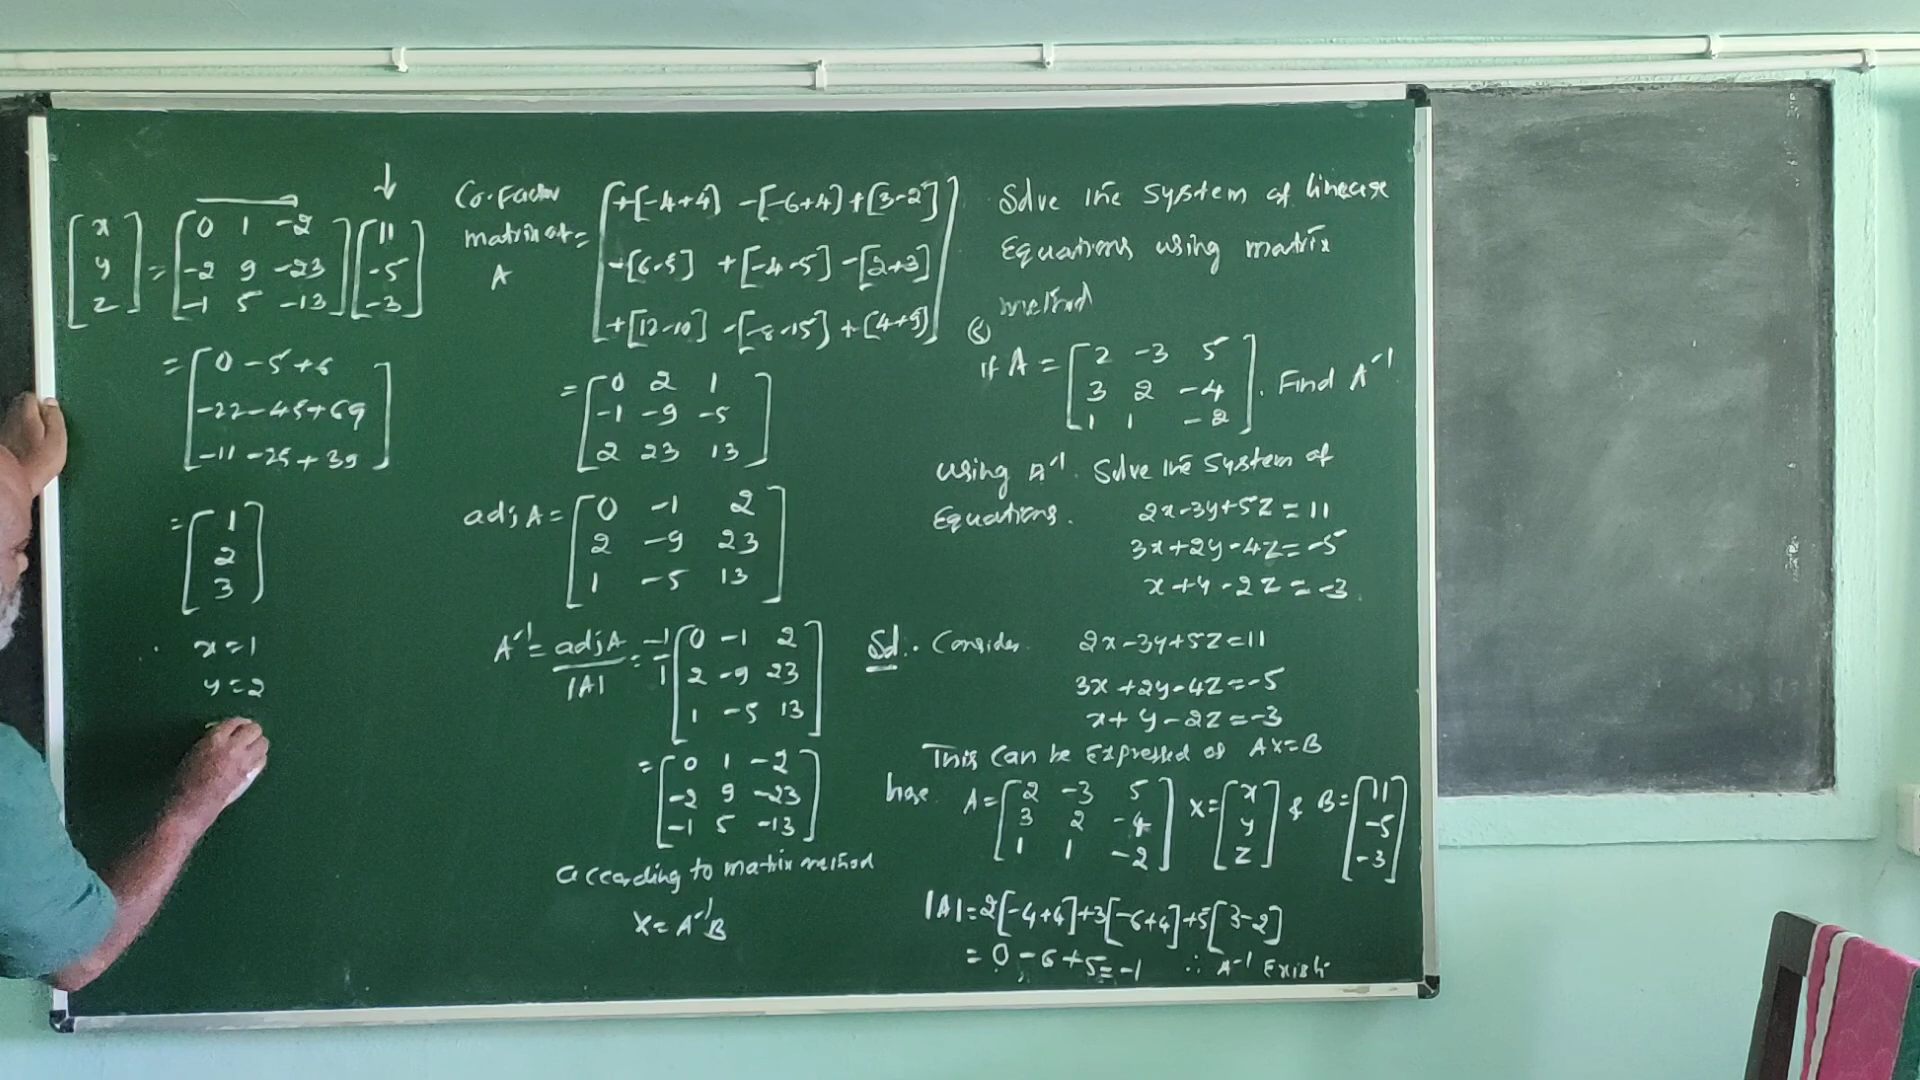 Solve the system of linear
Equations using matrix
method
If A = [2 -3 5
3 2 -4
1 1 -2]. Find A⁻¹
using A⁻¹. Solve the System of
Equations. 2x-3y+5z=11
3x+2y-4z=-5
x+y-2z=-3
Sol. Consider 2x-3y+5z=11
3x+2y-4z=-5
x+y-2z=-3
This can be Expressed as AX=B
here A=[2 -3 5
3 2 -4
1 1 -2] X=[x
y
z] & B=[11
-5
-3]
|A|=2[-4+4]+3[-6+4]+5[3-2]
=0-6+5=-1 ∴ A⁻¹ Exists
Co-Factor
matrix of =
A
[+[-4+4] -[-6+4] +[3-2]
-[6-5] +[-4-5] -[2+3]
+[12-10] -[-8-15] +[4+9]]
=[0 2 1
-1 -9 -5
2 23 13]
adj A=[0 -1 2
2 -9 23
1 -5 13]
A⁻¹=adjA/|A|=-1/1[0 -1 2
2 -9 23
1 -5 13]
=[0 1 -2
-2 9 -23
-1 5 -13]
according to matrix method
X=A⁻¹B
[x
y
z]=[0 1 -2
-2 9 -23
-1 5 -13][11
-5
-3]
=[0-5+6
-22-45+69
-11-25+39]
=[1
2
3]
x=1
y=2